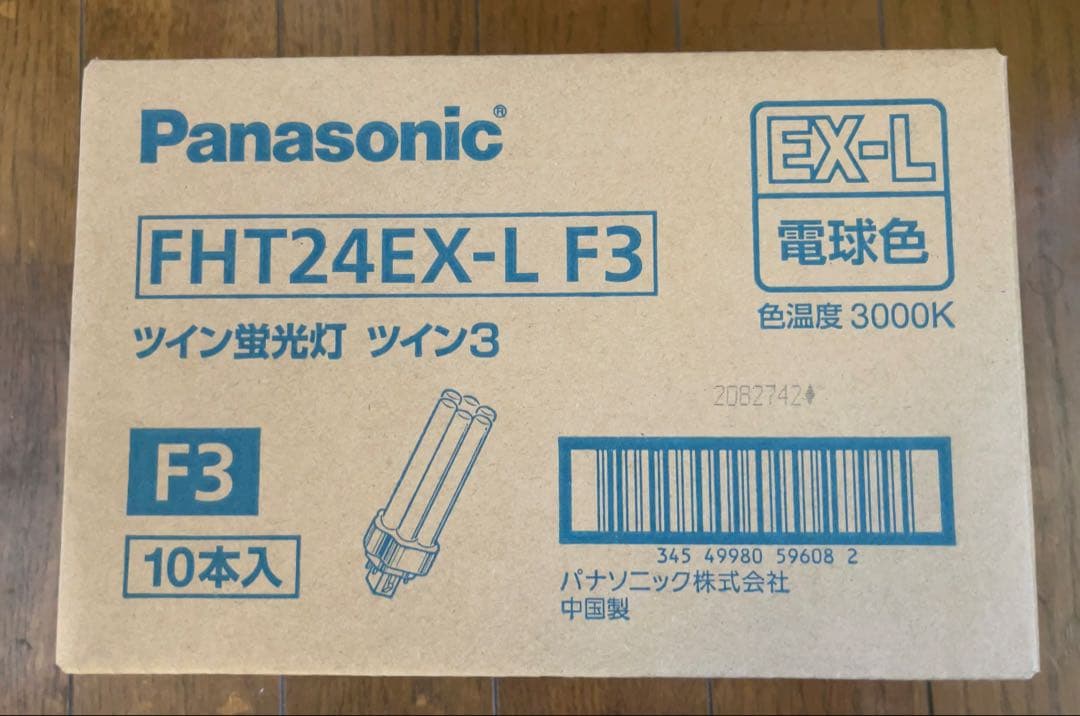 Panasonic®
EX-L
電球色
色温度 3000K
FHT24EX-L F3
ツイン蛍光灯 ツイン3
2082742
F3
10本入
345 49980 59608 2
パナソニック株式会社
中国製